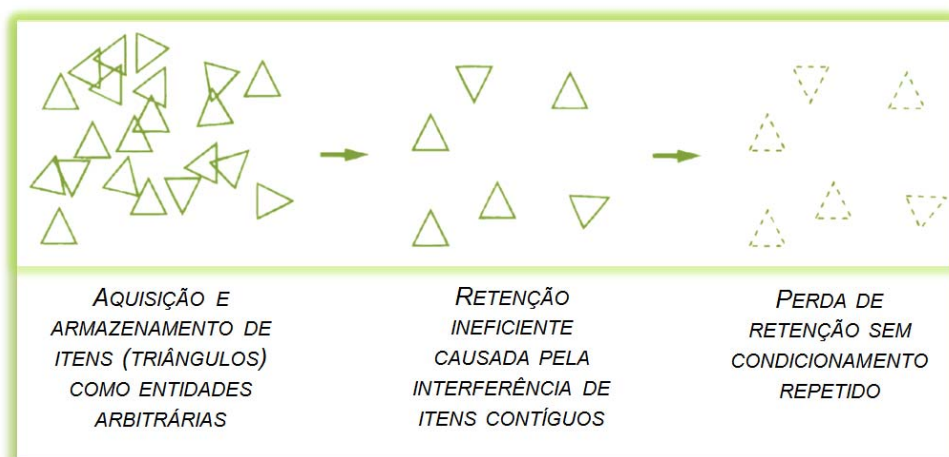 AQUISIÇÃO E
ARMAZENAMENTO DE
ITENS (TRIÂNGULOS)
COMO ENTIDADES
ARBITRÁRIAS
RETENÇÃO
INEFICIENTE
CAUSADA PELA
INTERFERÊNCIA DE
ITENS CONTÍGUOS
PERDA DE
RETENÇÃO SEM
CONDICIONAMENTO
REPETIDO